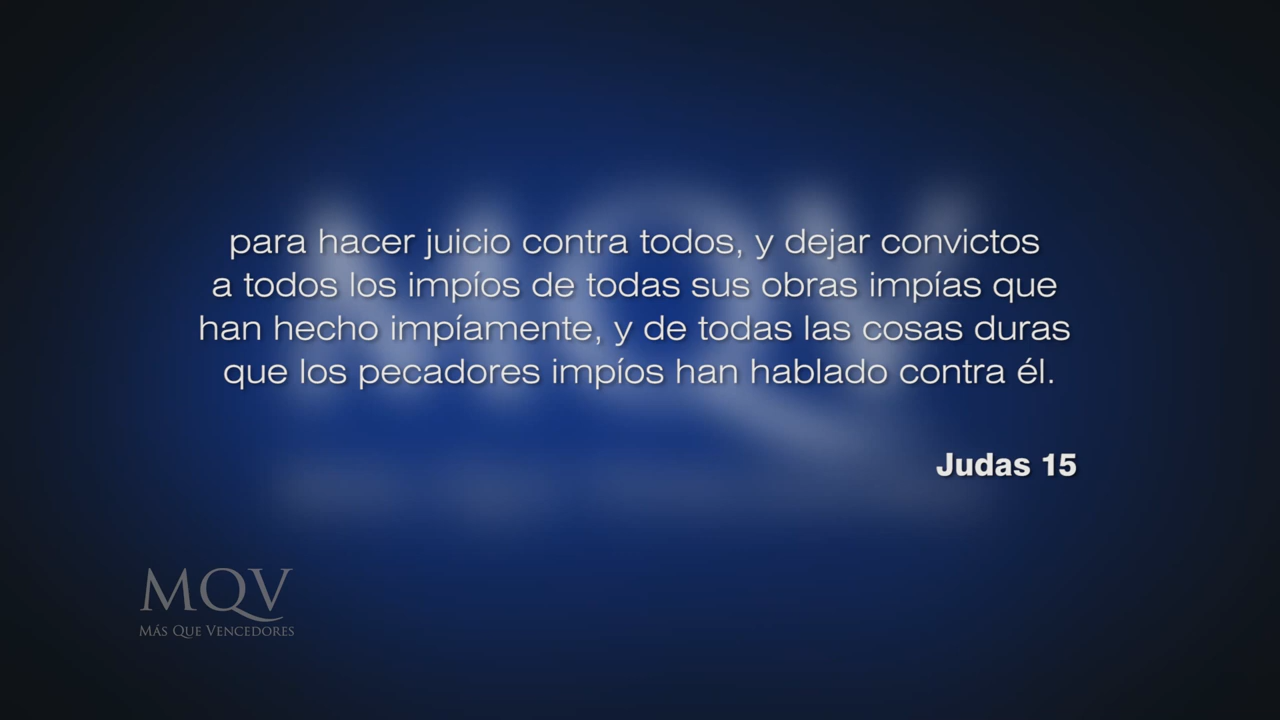 para hacer juicio contra todos, y dejar convictos
a todos los impíos de todas sus obras impías que
han hecho impíamente, y de todas las cosas duras
que los pecadores impíos han hablado contra él.
Judas 15
MQV
MÁS QUE VENCEDORES